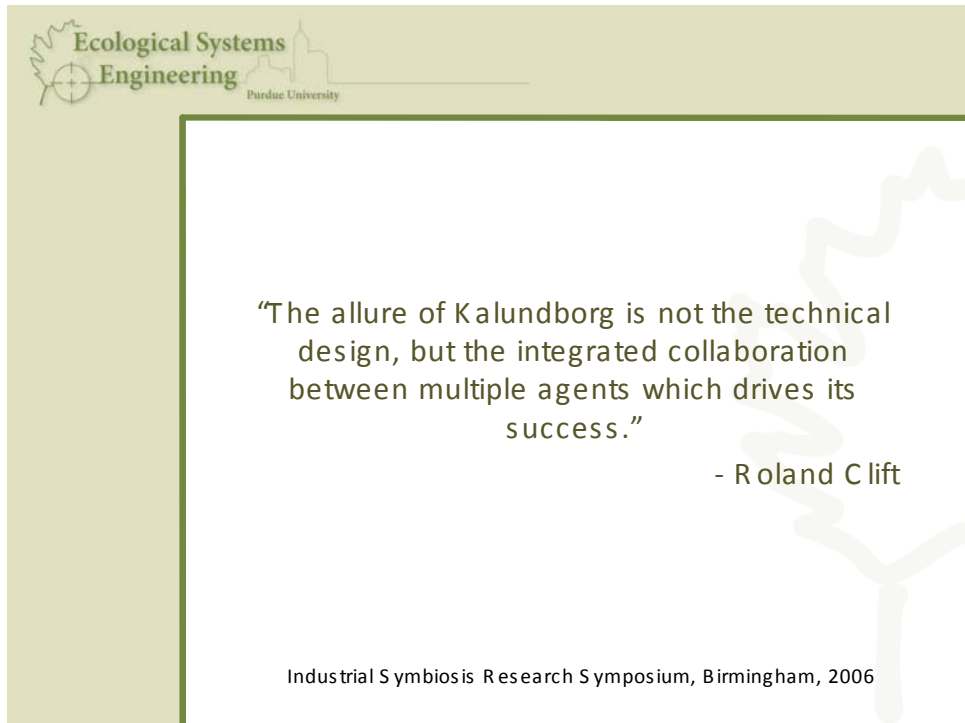 Ecological Systems
Engineering
Purdue University
“The allure of Kalundborg is not the technical
design, but the integrated collaboration
between multiple agents which drives its
success.”
- Roland Clift
Industrial Symbiosis Research Symposium, Birmingham, 2006